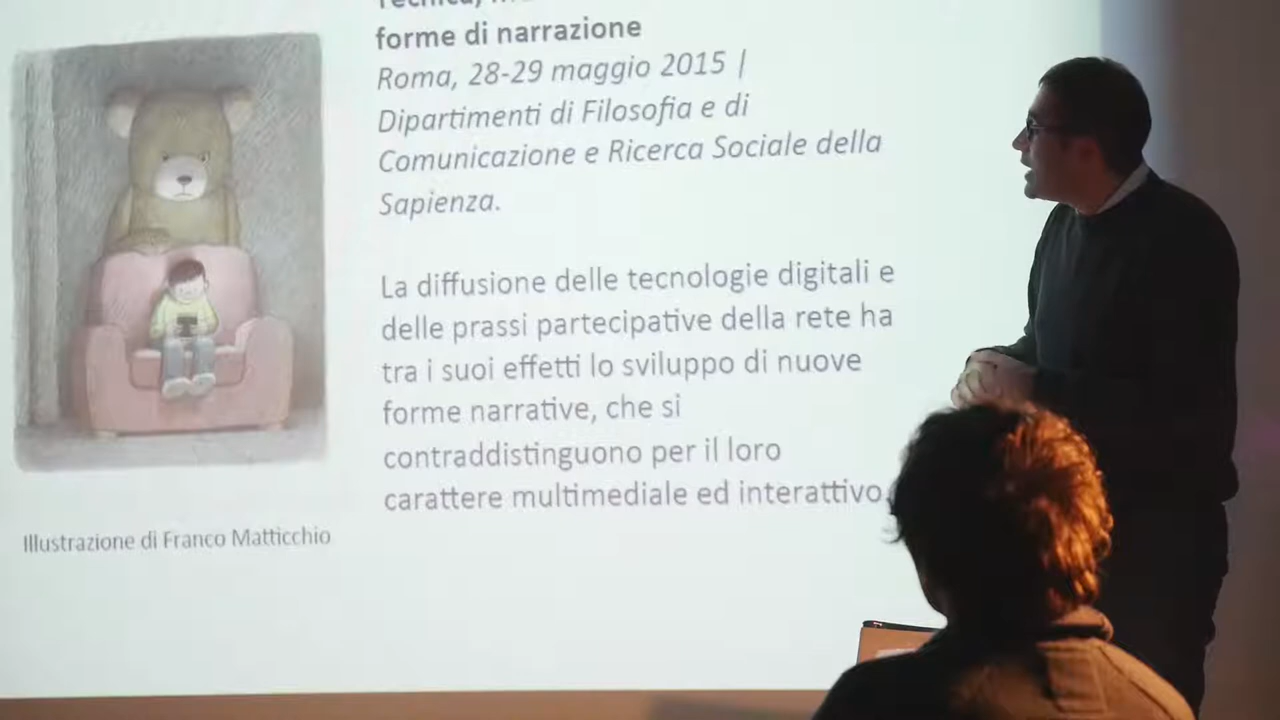 forme di narrazione
Roma, 28-29 maggio 2015 |
Dipartimenti di Filosofia e di
Comunicazione e Ricerca Sociale della
Sapienza.
La diffusione delle tecnologie digitali e
delle prassi partecipative della rete ha
tra i suoi effetti lo sviluppo di nuove
forme narrative, che si
contraddistinguono per il loro
carattere multimediale ed interattivo.
Illustrazione di Franco Matticchio